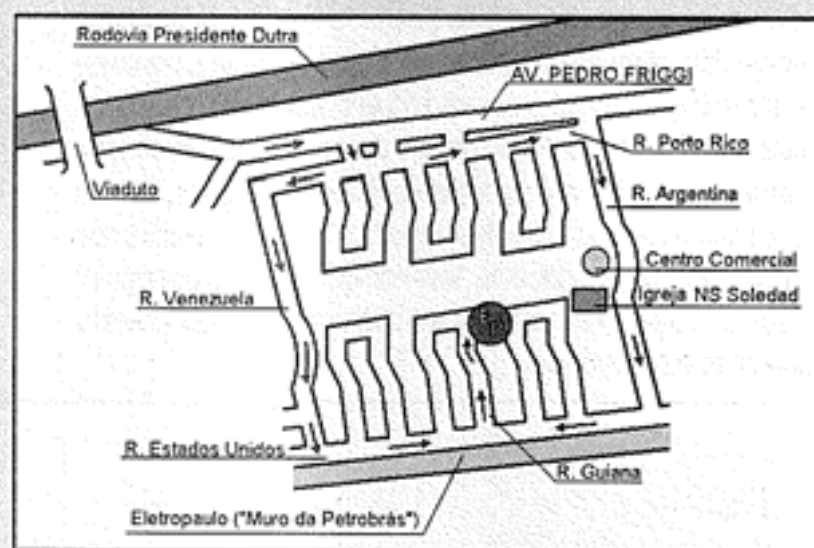 Rodovia Presidente Dutra
AV. PEDRO FRIGGI
R. Porto Rico
Viaduto
R. Argentina
Centro Comercial
R. Venezuela
Igreja NS Soledad
R. Estados Unidos
R. Guiana
Eletropaulo ("Muro da Petrobrás")